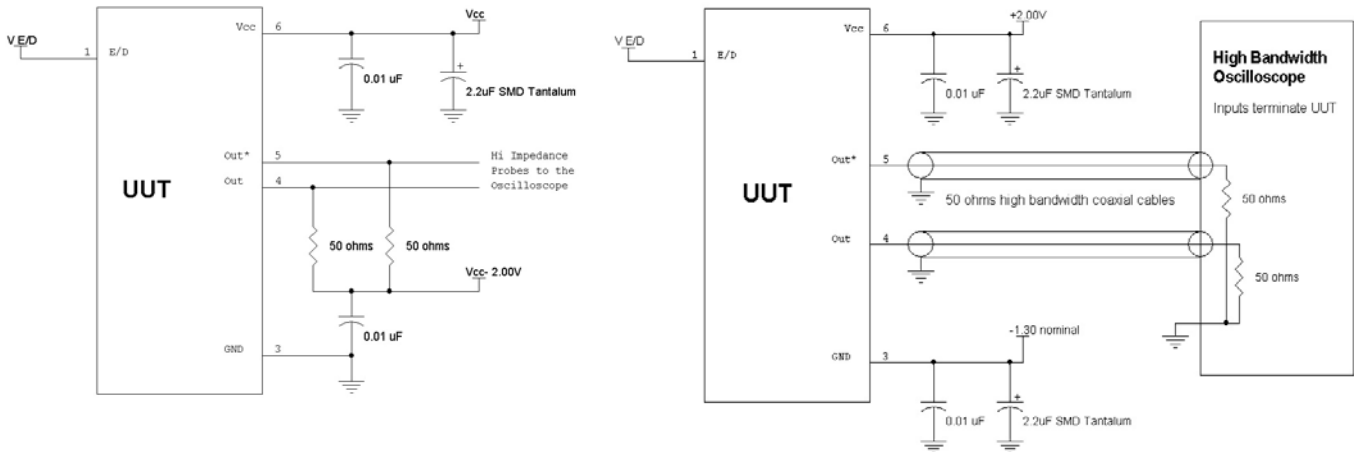 Vcc
6
Vcc
V E/D
1
E/D
0.01 uF
2.2uF SMD Tantalum
Out*
5
Hi Impedance
Probes to the
Oscilloscope
Out
4
UUT
50 ohms
50 ohms
Vcc- 2.00V
0.01 uF
GND
3
+2.00V
Vcc
6
V E/D
1
E/D
0.01 uF
2.2uF SMD Tantalum
High Bandwidth
Oscilloscope
Inputs terminate UUT
Out*
5
UUT
50 ohms high bandwidth coaxial cables
50 ohms
Out
4
50 ohms
-1.30 nominal
GND
3
0.01 uF
2.2uF SMD Tantalum